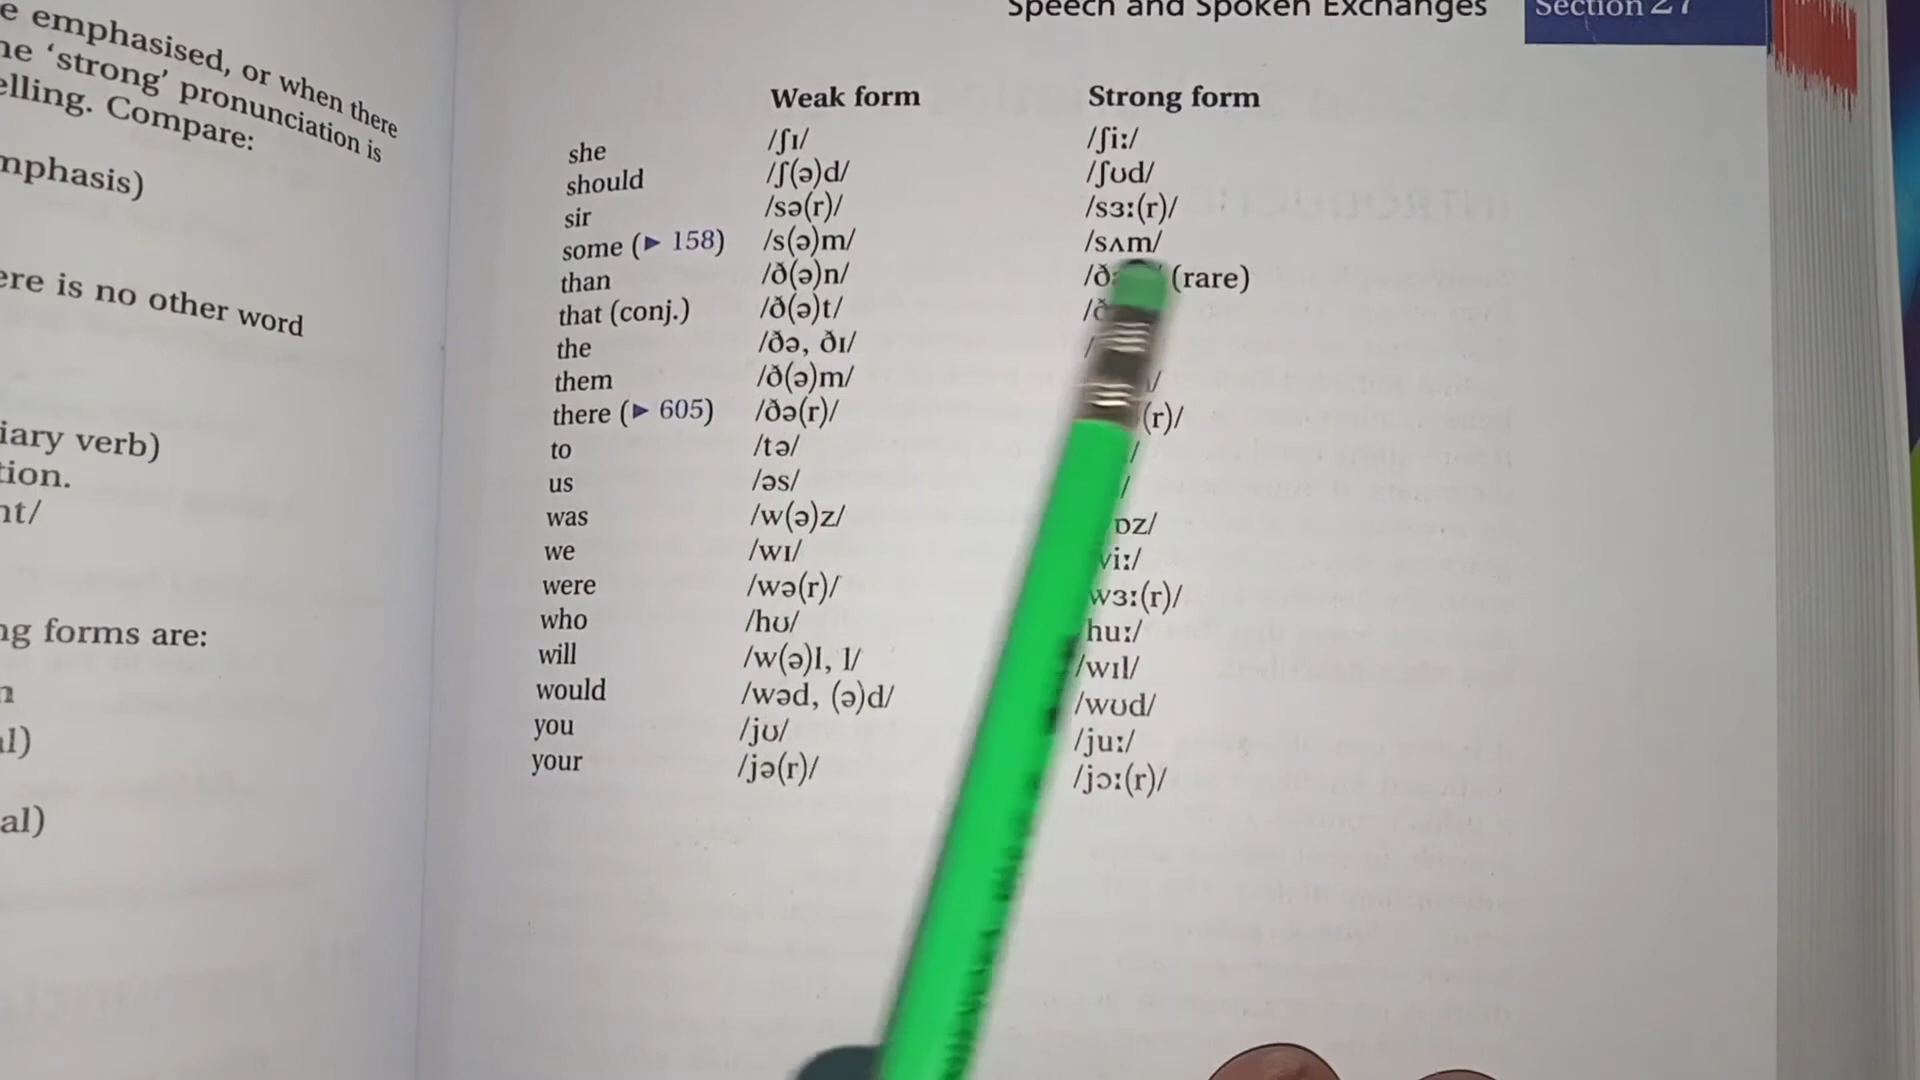 e emphasised, or when there
ne 'strong' pronunciation is
elling. Compare:
mphasis)
ere is no other word
iary verb)
tion.
nt/
ng forms are:
n
al)
al)
Speech and Spoken Exchanges Section 27
Weak form Strong form
she /ʃɪ/ /ʃiː/
should /ʃ(ə)d/ /ʃʊd/
sir /sə(r)/ /sɜː(r)/
some (► 158) /s(ə)m/ /sʌm/
than /ð(ə)n/ /ð (rare)
that (conj.) /ð(ə)t/ /ð
the /ðə, ðɪ/ /
them /ð(ə)m/ /
there (► 605) /ðə(r)/ (r)/
to /tə/ /
us /əs/ /
was /w(ə)z/ ɒz/
we /wɪ/ iː/
were /wə(r)/ wɜː(r)/
who /hʊ/ huː/
will /w(ə)l, l/ /wɪl/
would /wəd, (ə)d/ /wʊd/
you /jʊ/ /juː/
your /jə(r)/ /jɔː(r)/